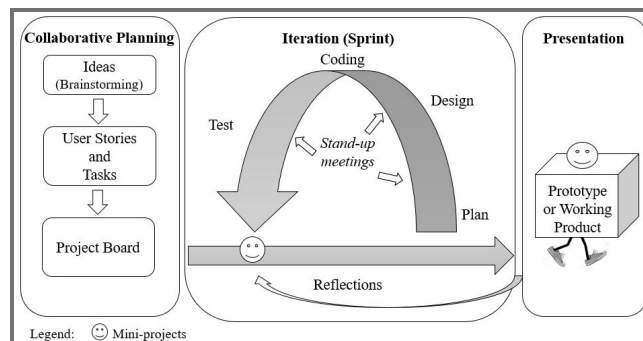 Collaborative Planning
Ideas
(Brainstorming)
User Stories
and
Tasks
Project Board
Iteration (Sprint)
Coding
Design
Test
Stand-up
meetings
Plan
Reflections
Presentation
Prototype
or Working
Product
Legend: Mini-projects